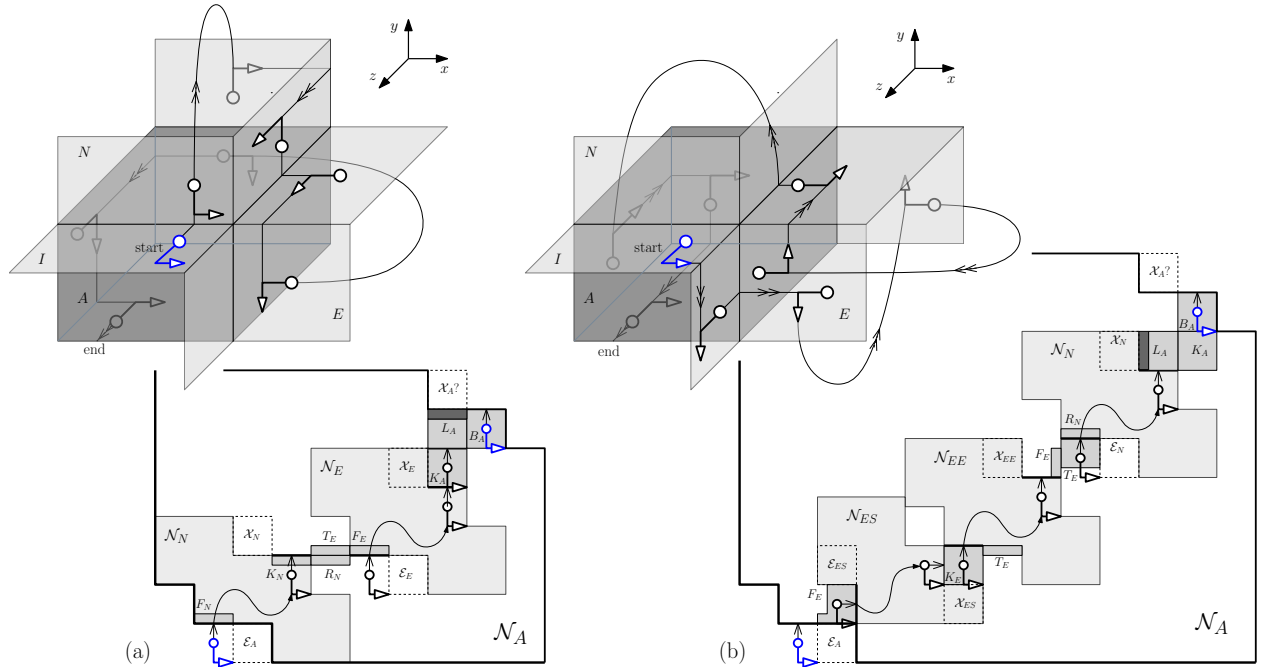 y
x
z
N
start
I
A
E
end
𝒳_A?
L_A
B_A
𝒩_E
𝒳_E
K_A
𝒩_N
𝒳_N
T_E
F_E
K_N
R_N
ℰ_E
F_N
ℰ_A
𝒩_A
(a)
y
x
z
N
start
I
A
E
end
𝒳_A?
B_A
𝒩_N
𝒳_N
L_A
K_A
R_N
𝒩_EE
𝒳_EE
F_E
ℰ_N
T_E
𝒩_ES
ℰ_ES
T_E
F_E
K_E
𝒳_ES
ℰ_A
𝒩_A
(b)